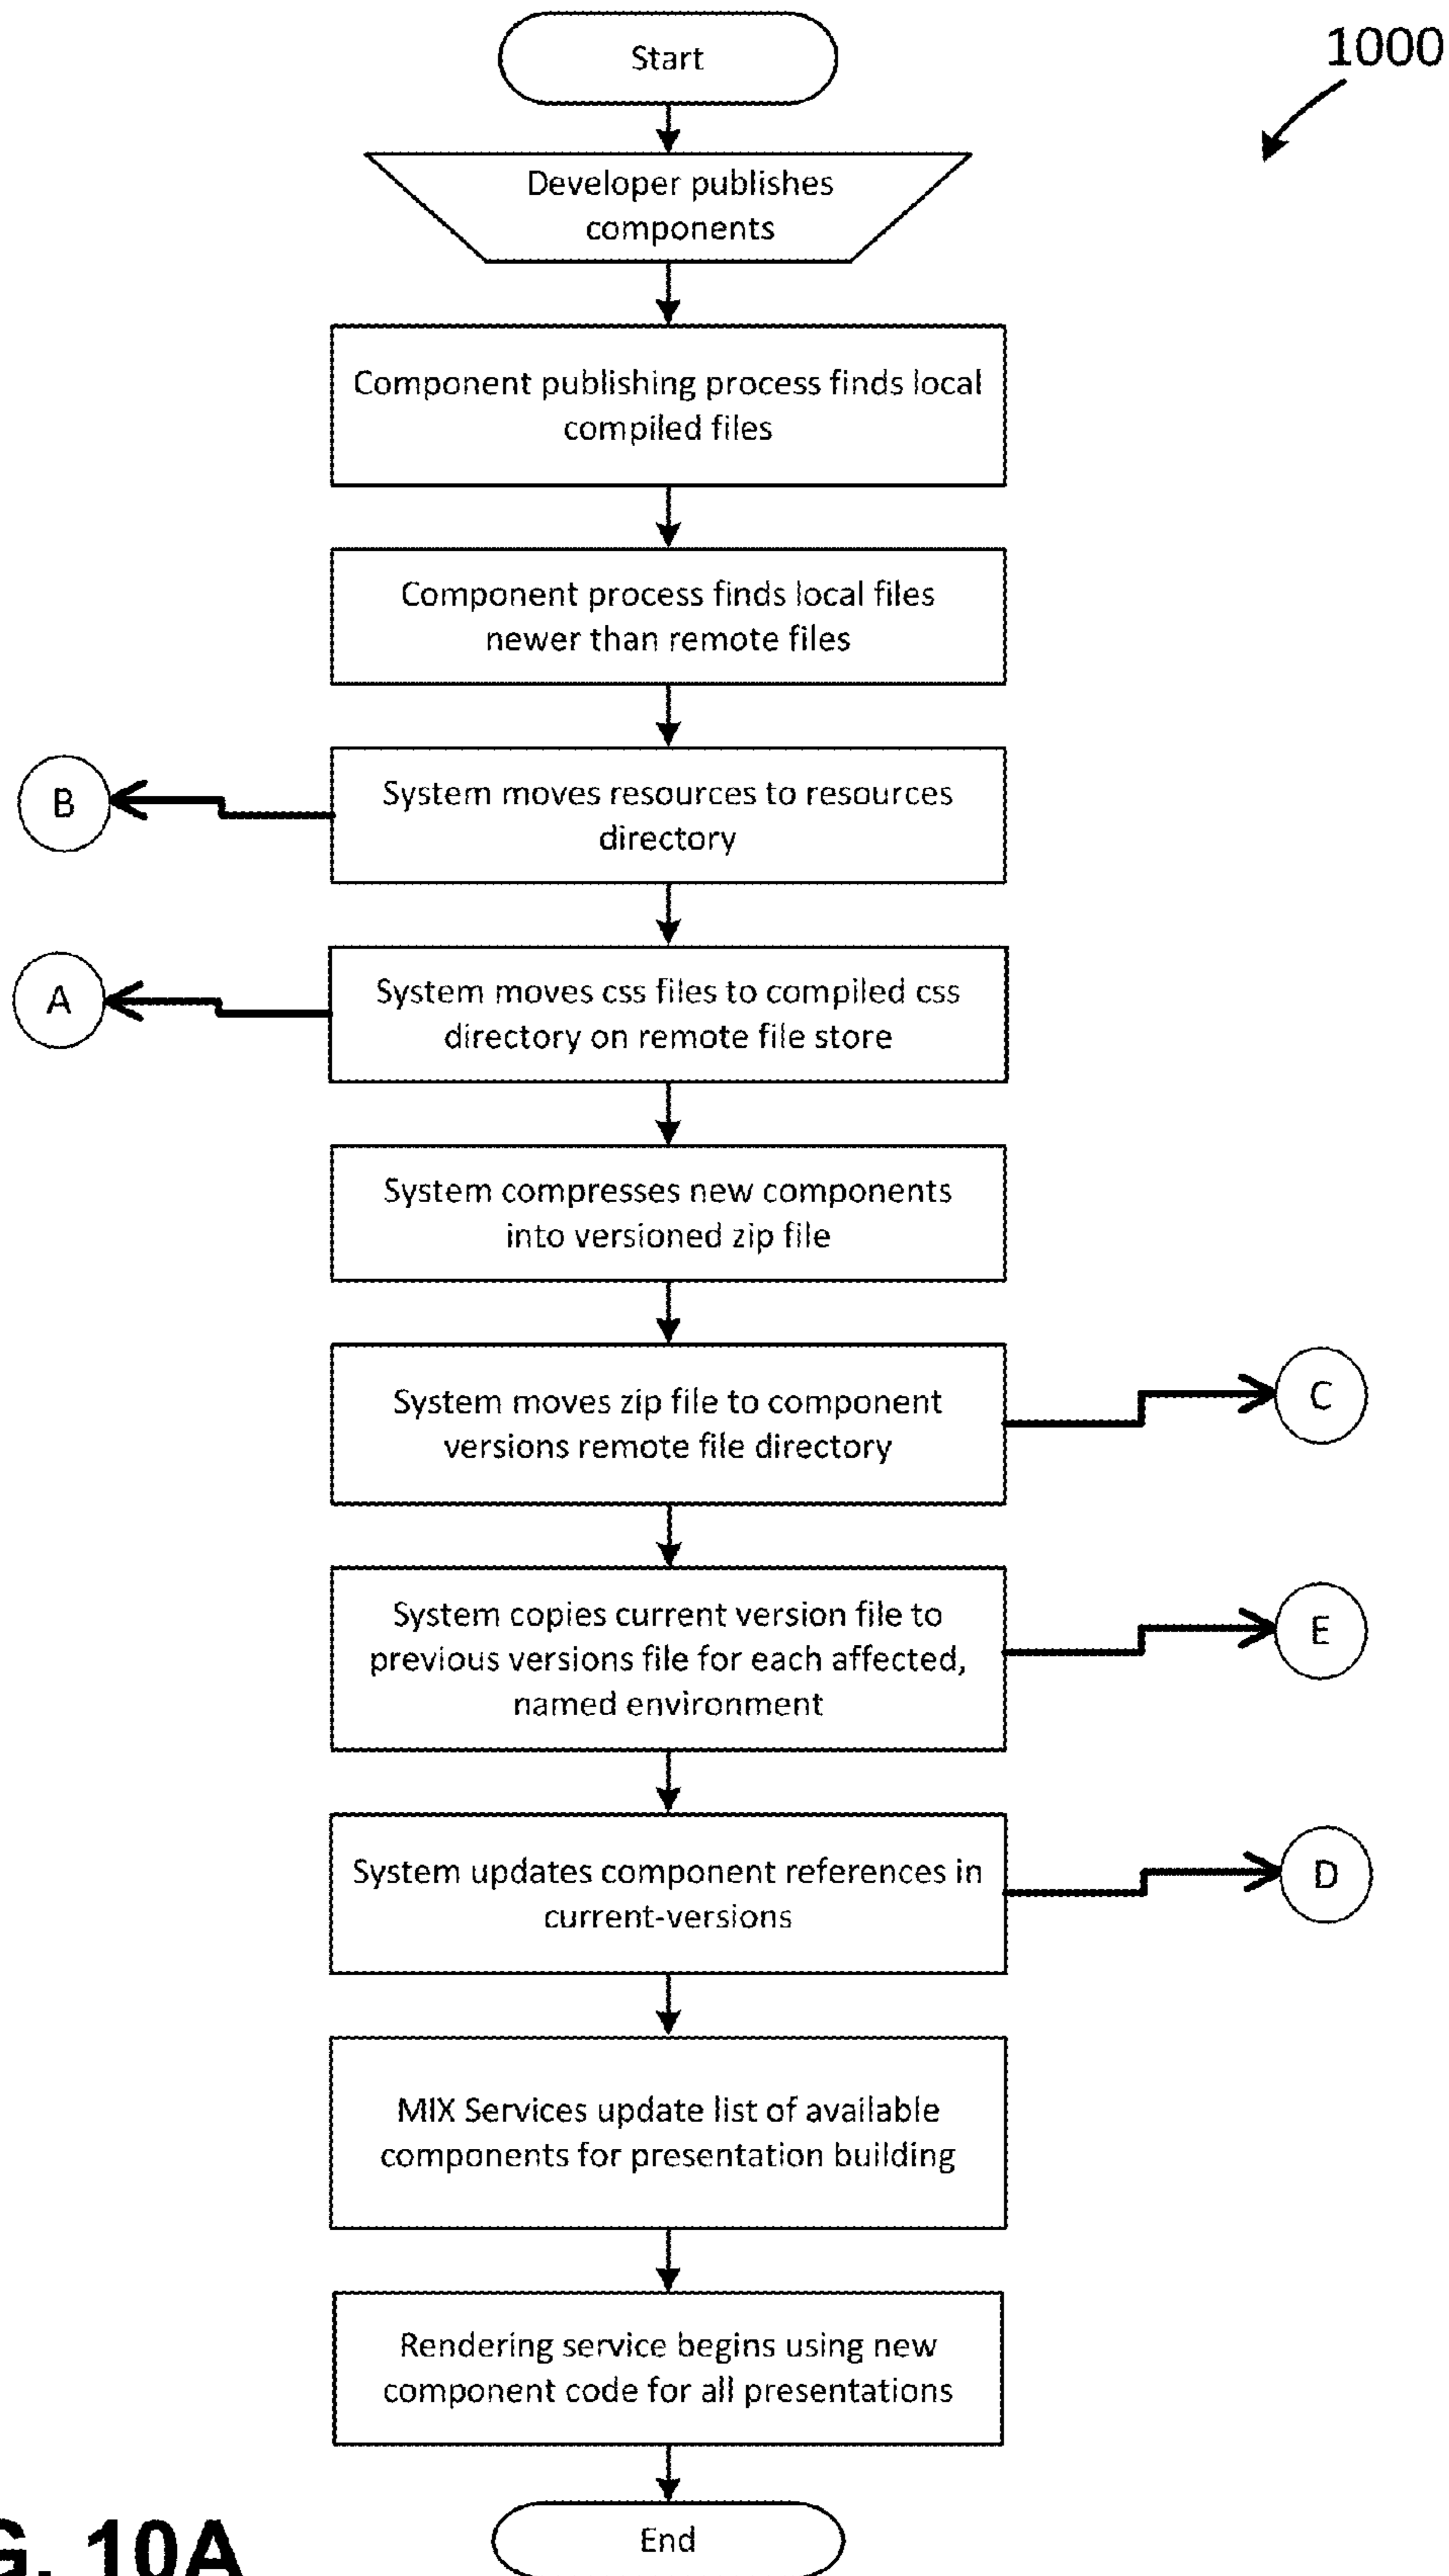 Start
1000
Developer publishes
components
Component publishing process finds local
compiled files
Component process finds local files
newer than remote files
B
System moves resources to resources
directory
A
System moves css files to compiled css
directory on remote file store
System compresses new components
into versioned zip file
System moves zip file to component
versions remote file directory
C
System copies current version file to
previous versions file for each affected,
named environment
E
System updates component references in
current-versions
D
MIX Services update list of available
components for presentation building
Rendering service begins using new
component code for all presentations
End
G. 10A